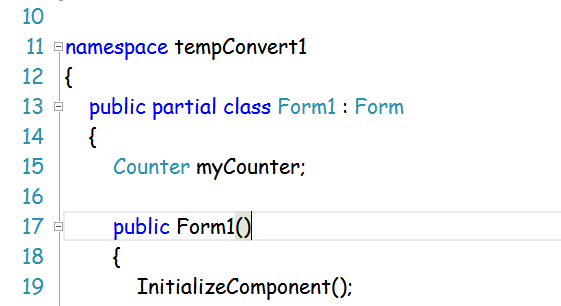 10
11 namespace tempConvert1
12 {
13 public partial class Form1 : Form
14 {
15 Counter myCounter;
16
17 public Form1()
18 {
19 InitializeComponent();